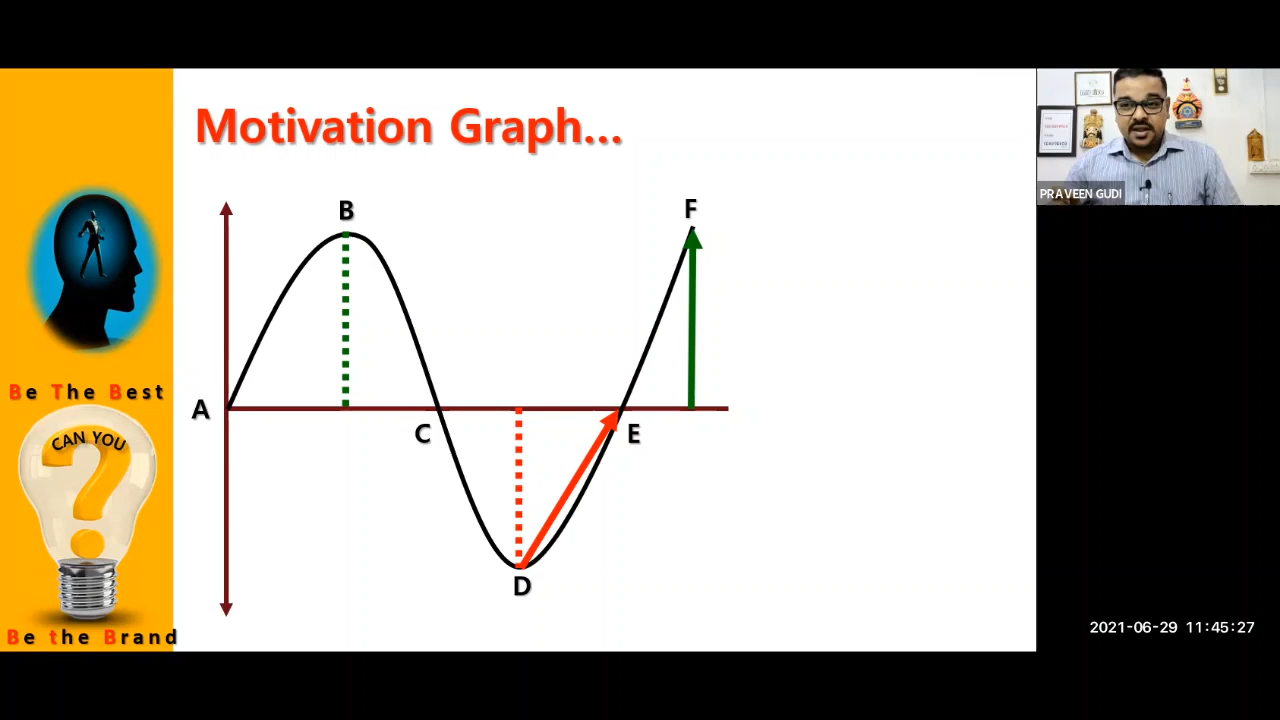 Motivation Graph...
PRAVEEN GUDI
B
F
A
C
E
D
Be The Best
CAN YOU
?
Be the Brand
2021-06-29 11:45:27